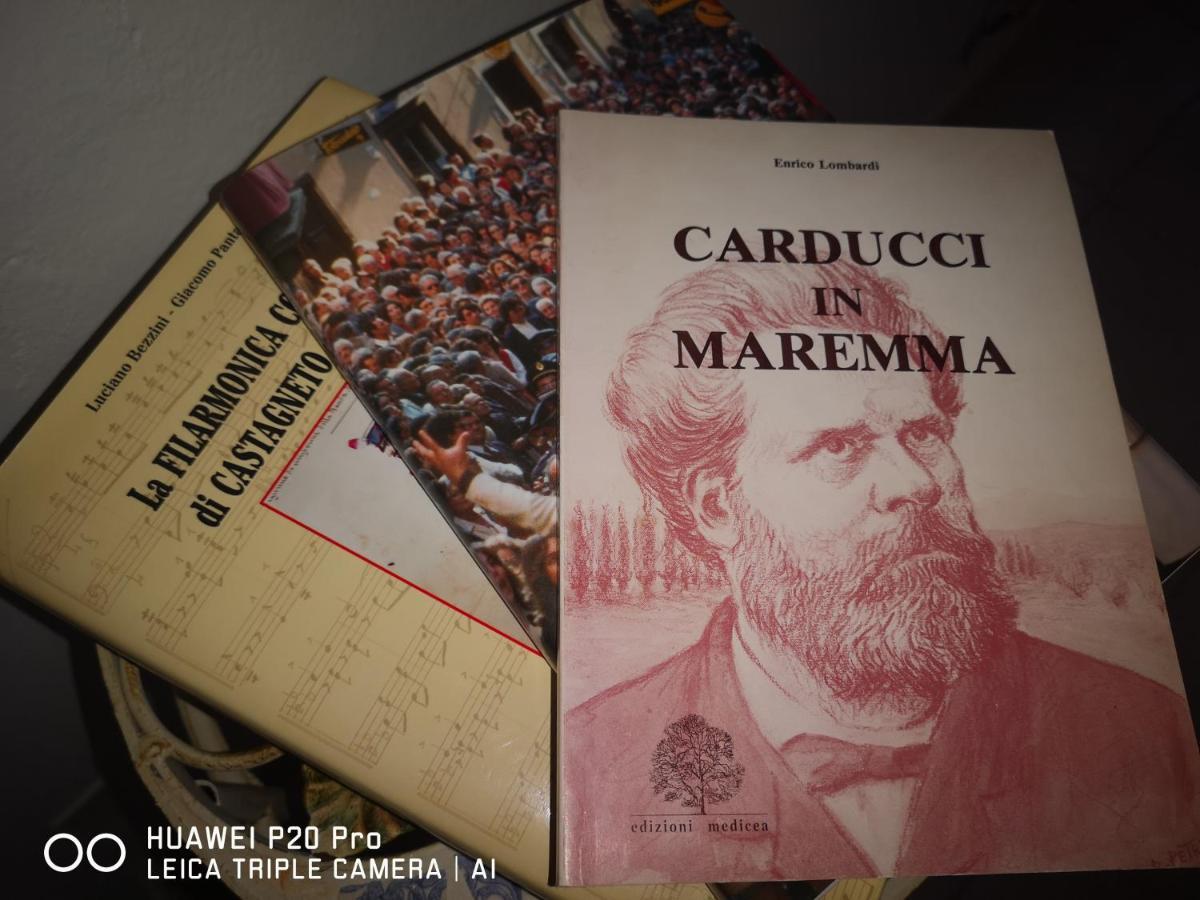 Enrico Lombardi
CARDUCCI
IN
MAREMMA
edizioni medicea
Luciano Bezzini - Giacomo
La FILARMONICA
di CASTAGNETO
HUAWEI P20 Pro
LEICA TRIPLE CAMERA | AI